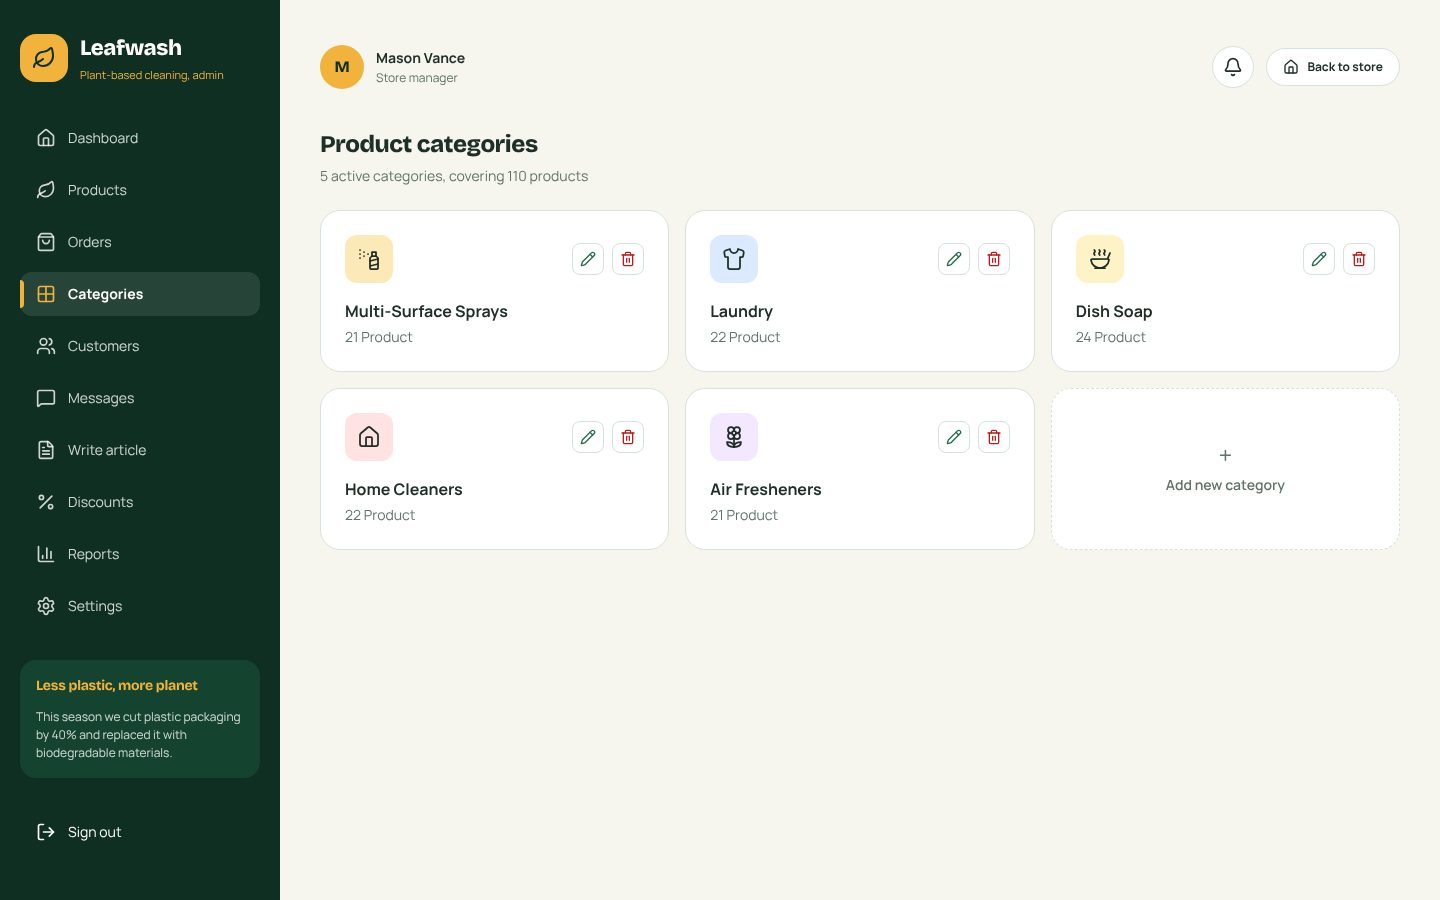 Leafwash
Plant-based cleaning, admin
Dashboard
Products
Orders
Categories
Customers
Messages
Write article
Discounts
Reports
Settings
Less plastic, more planet
This season we cut plastic packaging
by 40% and replaced it with
biodegradable materials.
Sign out
M
Mason Vance
Store manager
Back to store
Product categories
5 active categories, covering 110 products
Multi-Surface Sprays
21 Product
Laundry
22 Product
Dish Soap
24 Product
Home Cleaners
22 Product
Air Fresheners
21 Product
Add new category